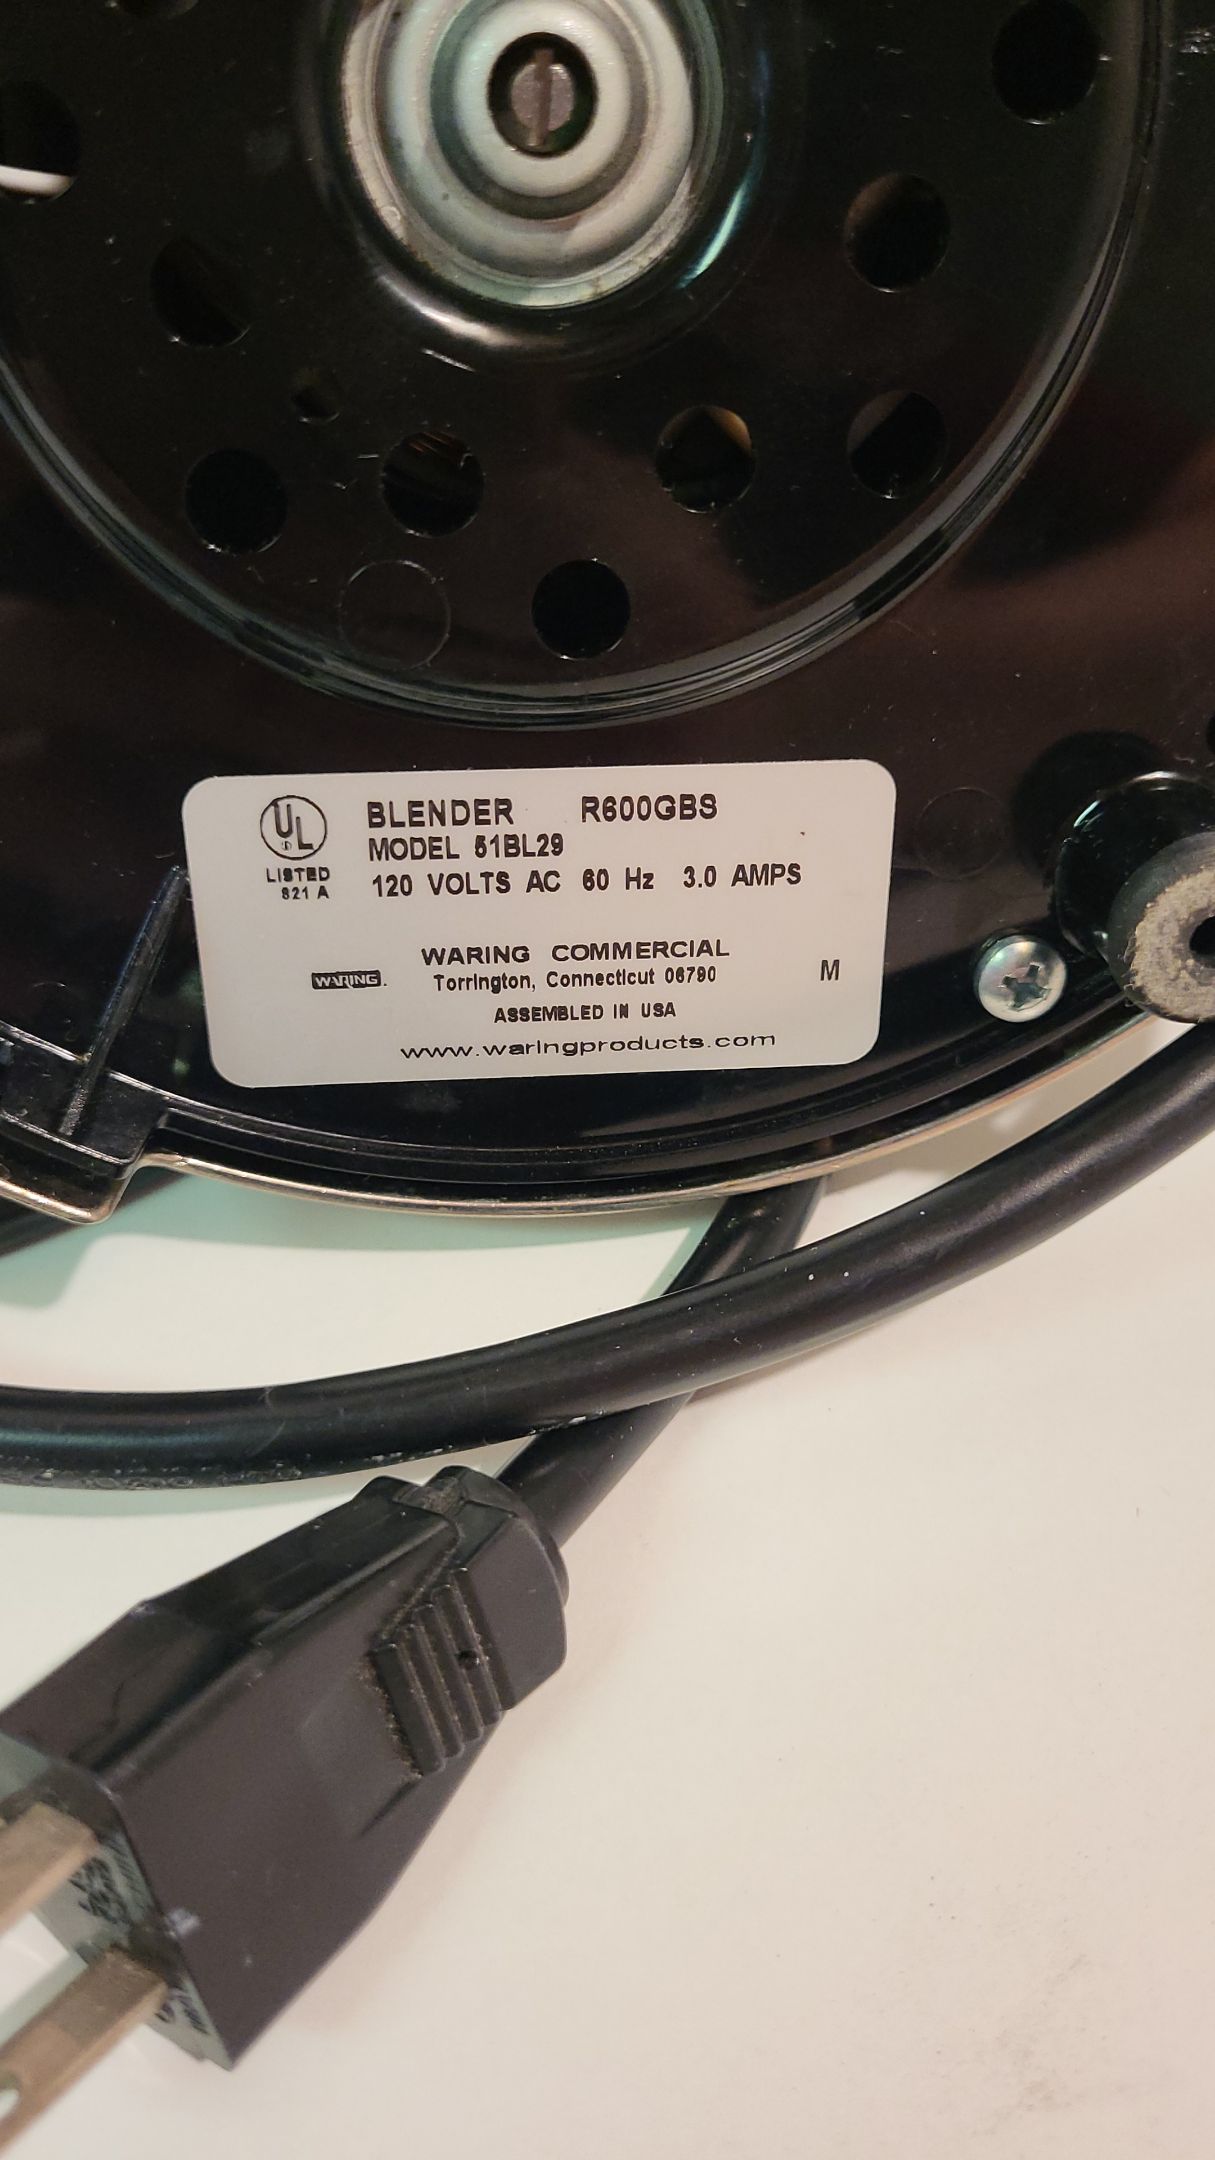 UL
LISTED
821 A
BLENDER R600GBS
MODEL 51BL29
120 VOLTS AC 60 Hz 3.0 AMPS
WARING COMMERCIAL
WARING. Torrington, Connecticut 06790 M
ASSEMBLED IN USA
www.waringproducts.com